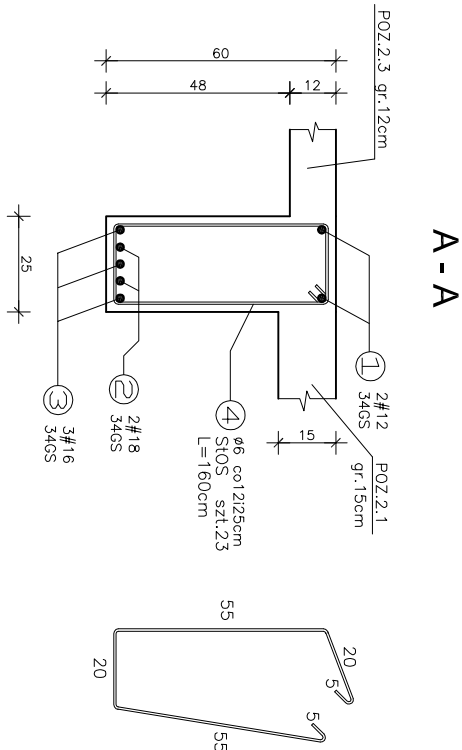 A - A
POZ.2.3 gr.12cm
60
48
12
25
15
POZ.2.1
gr.15cm
1
2#12
34GS
4
ø6 co12i25cm
St0S szt.23
L=160cm
2
2#18
34GS
3
3#16
34GS
55
20
5
5
20
55